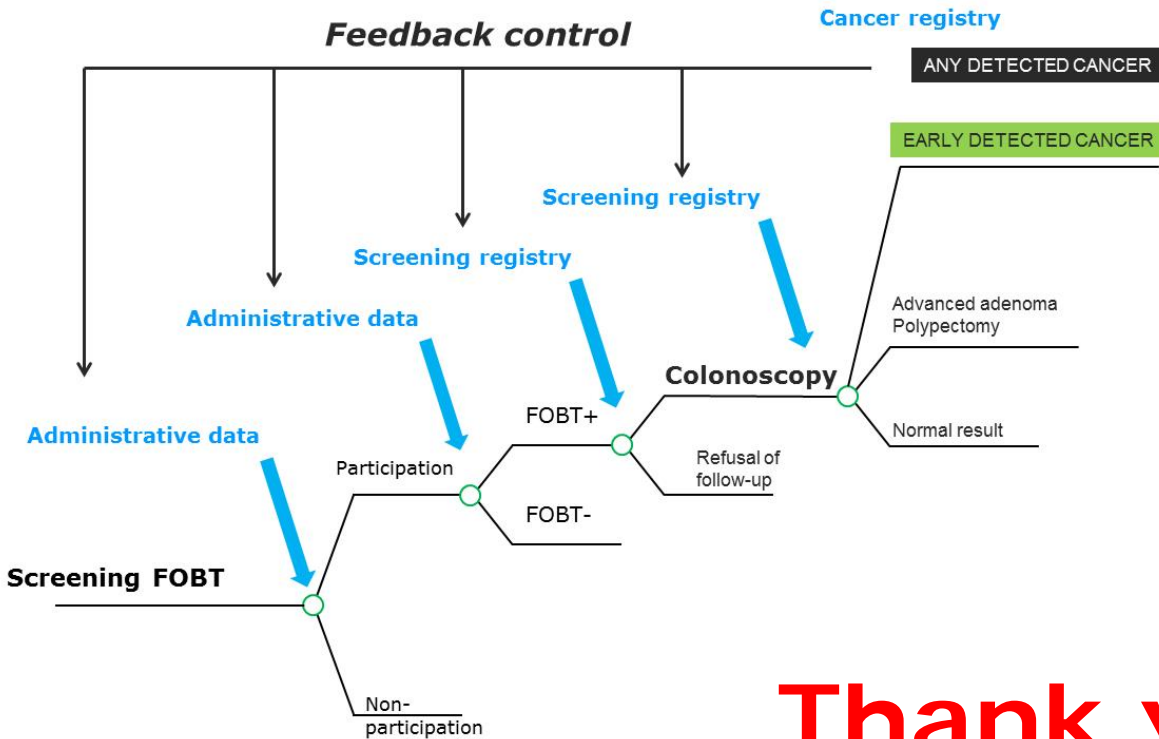 Cancer registry
Feedback control
ANY DETECTED CANCER
EARLY DETECTED CANCER
Screening registry
Screening registry
Administrative data
Advanced adenoma
Polypectomy
Colonoscopy
FOBT+
Administrative data
Normal result
Participation
Refusal of
follow-up
FOBT-
Screening FOBT
Non-
participation
Thank